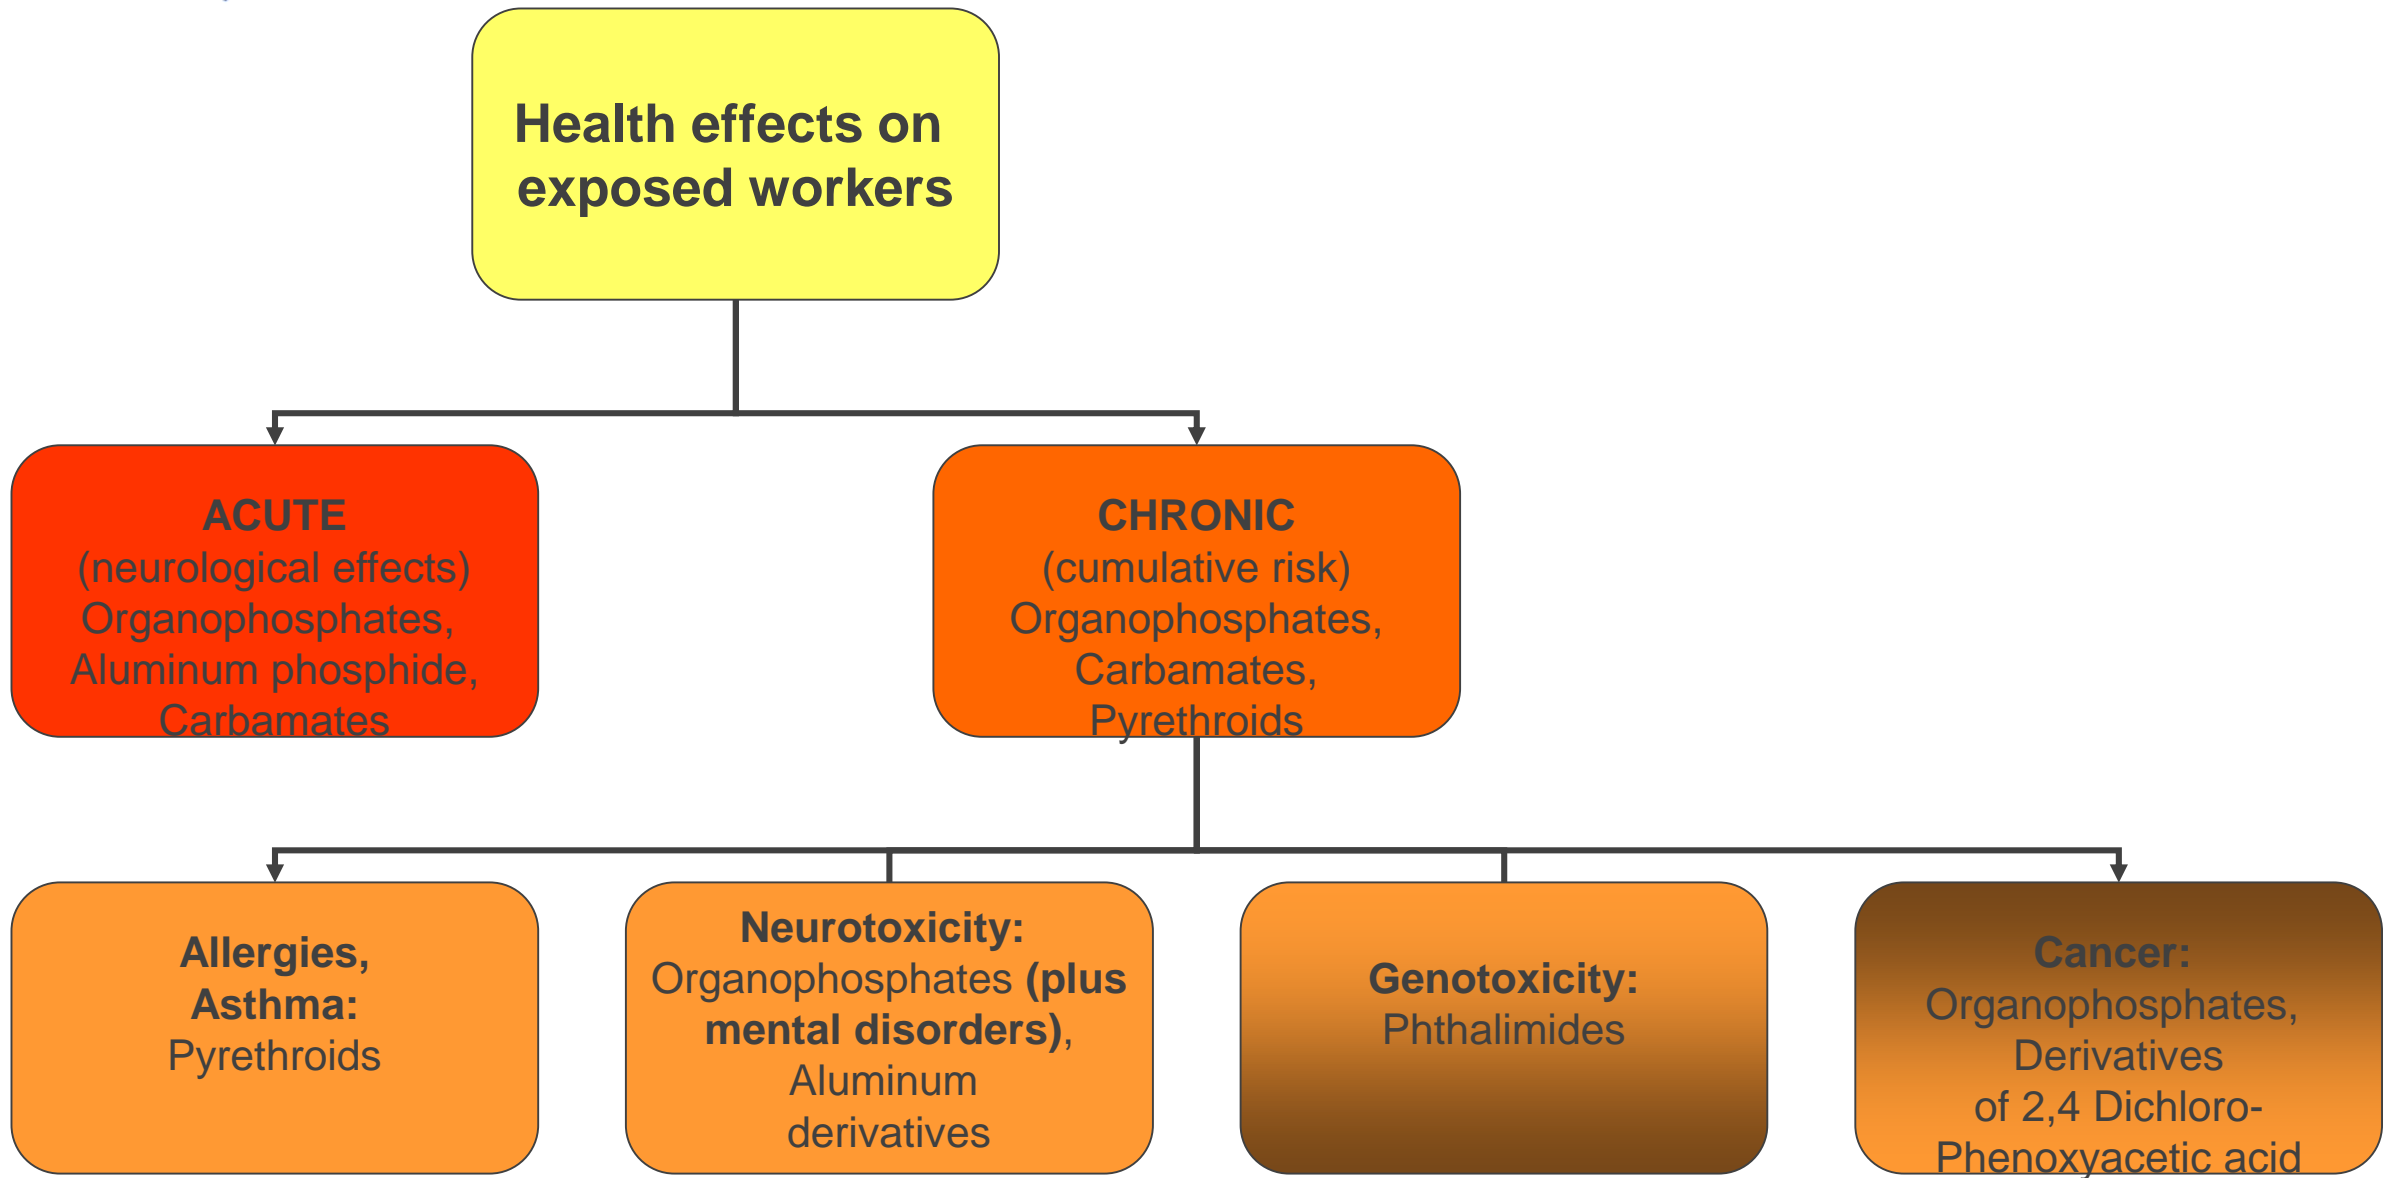 Health effects on
exposed workers
ACUTE
(neurological effects)
Organophosphates,
Aluminum phosphide,
Carbamates
CHRONIC
(cumulative risk)
Organophosphates,
Carbamates,
Pyrethroids
Allergies,
Asthma:
Pyrethroids
Neurotoxicity:
Organophosphates (plus
mental disorders),
Aluminum
derivatives
Genotoxicity:
Phthalimides
Cancer:
Organophosphates,
Derivatives
of 2,4 Dichloro-
Phenoxyacetic acid